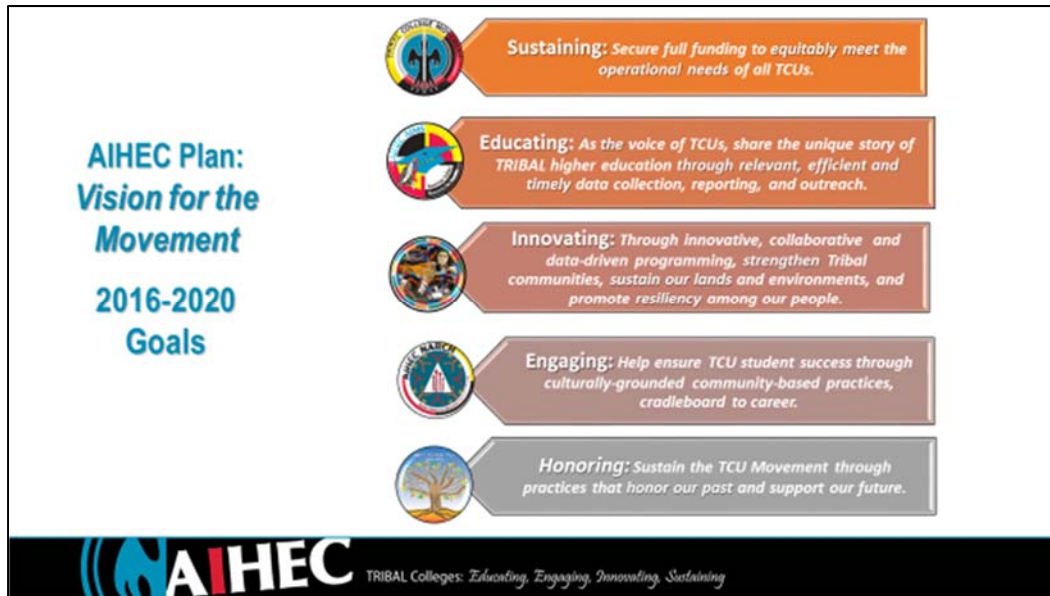 AIHEC Plan:
Vision for the
Movement
2016-2020
Goals
Sustaining: Secure full funding to equitably meet the
operational needs of all TCUs.
Educating: As the voice of TCUs, share the unique story of
TRIBAL higher education through relevant, efficient and
timely data collection, reporting, and outreach.
Innovating: Through innovative, collaborative and
data-driven programming, strengthen Tribal
communities, sustain our lands and environments, and
promote resiliency among our people.
AIHEC NARCH
Engaging: Help ensure TCU student success through
culturally-grounded community-based practices,
cradleboard to career.
Honoring: Sustain the TCU Movement through
practices that honor our past and support our future.
AIHEC
TRIBAL Colleges: Educating, Engaging, Innovating, Sustaining